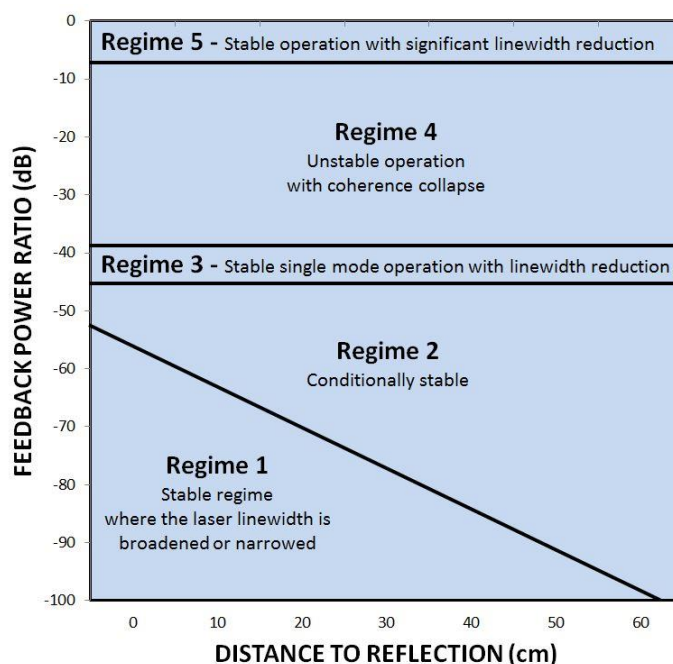 0
Regime 5 - Stable operation with significant linewidth reduction
-10
Regime 4
-20
Unstable operation
with coherence collapse
-30
-40
Regime 3 - Stable single mode operation with linewidth reduction
-50
Regime 2
-60
Conditionally stable
-70
Regime 1
-80
Stable regime
where the laser linewidth is
-90
broadened or narrowed
-100
FEEDBACK POWER RATIO (dB)
0 10 20 30 40 50 60
DISTANCE TO REFLECTION (cm)